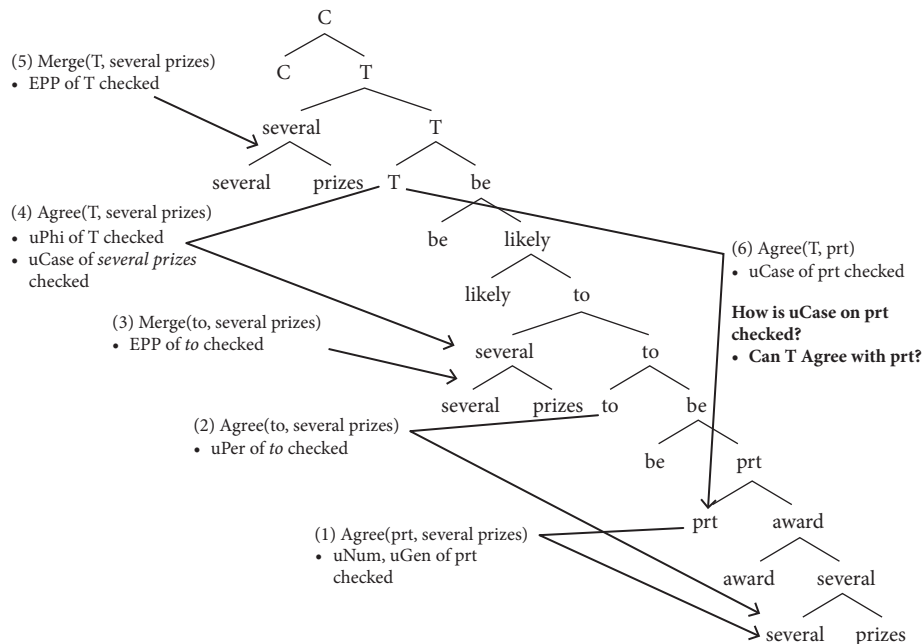 C
(5) Merge(T, several prizes)
• EPP of T checked
C T
several T
several prizes T be
(4) Agree(T, several prizes)
• uPhi of T checked
• uCase of several prizes
checked
be likely
(6) Agree(T, prt)
• uCase of prt checked
likely to
How is uCase on prt
checked?
• Can T Agree with prt?
(3) Merge(to, several prizes)
• EPP of to checked
several to
several prizes to be
(2) Agree(to, several prizes)
• uPer of to checked
be prt
prt award
(1) Agree(prt, several prizes)
• uNum, uGen of prt
checked
award several
several prizes